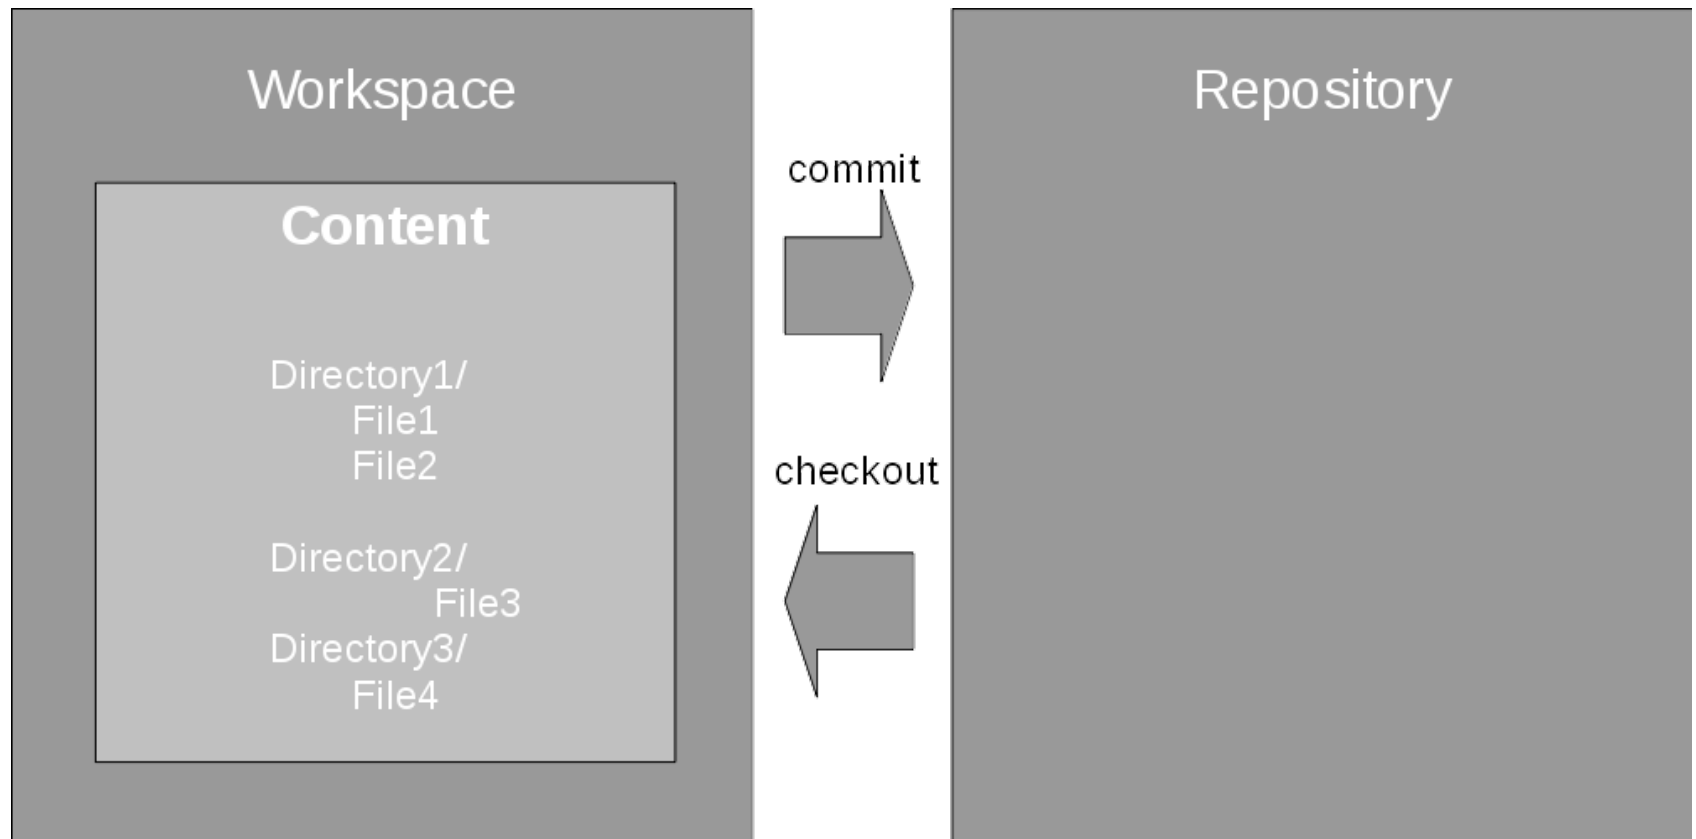 Workspace
Content
Directory1/
File1
File2
Directory2/
File3
Directory3/
File4
commit
checkout
Repository